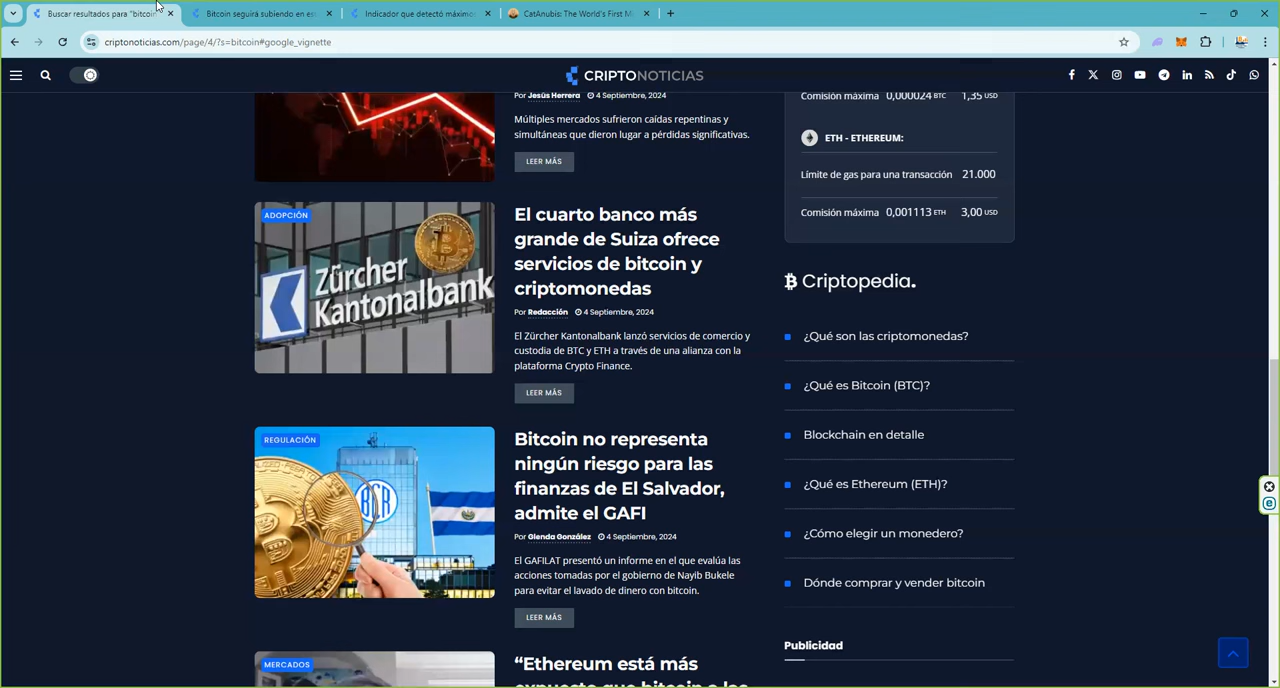 Buscar resultados para "bitcoin
Bitcoin seguirá subiendo en es
Indicador que detectó máximo
CatAnubis: The World's First M
criptonoticias.com/page/4/?s=bitcoin#google_vignette
CRIPTONOTICIAS
Por Jesús Herrera 4 Septiembre, 2024
Múltiples mercados sufrieron caídas repentinas y
simultáneas que dieron lugar a pérdidas significativas.
LEER MÁS
ADOPCIÓN
Zürcher
Kantonalbank
El cuarto banco más
grande de Suiza ofrece
servicios de bitcoin y
criptomonedas
Por Redacción 4 Septiembre, 2024
El Zürcher Kantonalbank lanzó servicios de comercio y
custodia de BTC y ETH a través de una alianza con la
plataforma Crypto Finance.
LEER MÁS
REGULACIÓN
BCR
Bitcoin no representa
ningún riesgo para las
finanzas de El Salvador,
admite el GAFI
Por Glenda González 4 Septiembre, 2024
El GAFILAT presentó un informe en el que evalúa las
acciones tomadas por el gobierno de Nayib Bukele
para evitar el lavado de dinero con bitcoin.
LEER MÁS
MERCADOS
“Ethereum está más
expuesto que bitcoin a los
Comisión máxima 0,000024 BTC 1,35 USD
ETH - ETHEREUM:
Límite de gas para una transacción 21.000
Comisión máxima 0,001113 ETH 3,00 USD
Criptopedia.
¿Qué son las criptomonedas?
¿Qué es Bitcoin (BTC)?
Blockchain en detalle
¿Qué es Ethereum (ETH)?
¿Cómo elegir un monedero?
Dónde comprar y vender bitcoin
Publicidad